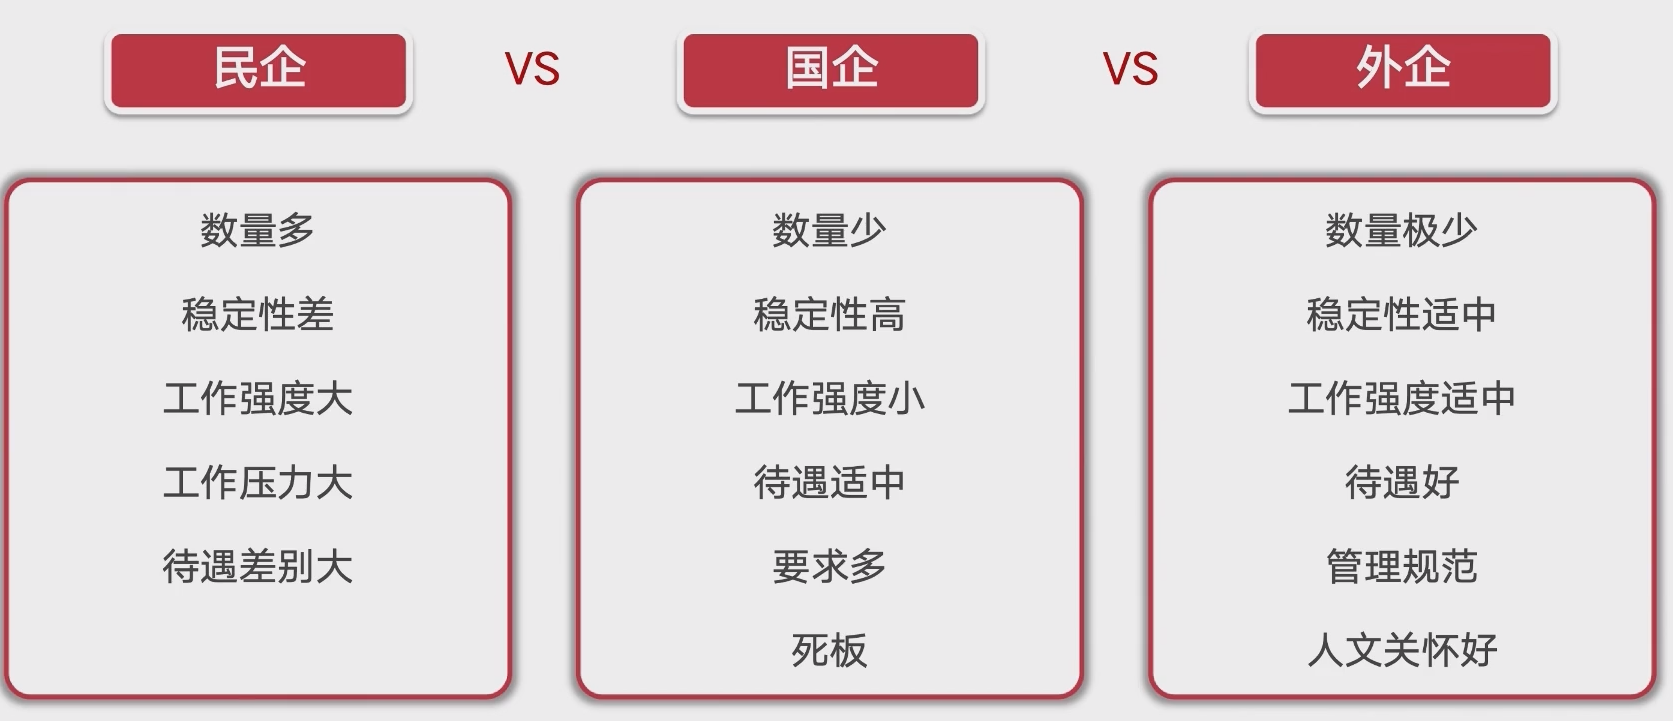 民企 VS 国企 VS 外企
数量多
稳定性差
工作强度大
工作压力大
待遇差别大
数量少
稳定性高
工作强度小
待遇适中
要求多
死板
数量极少
稳定性适中
工作强度适中
待遇好
管理规范
人文关怀好